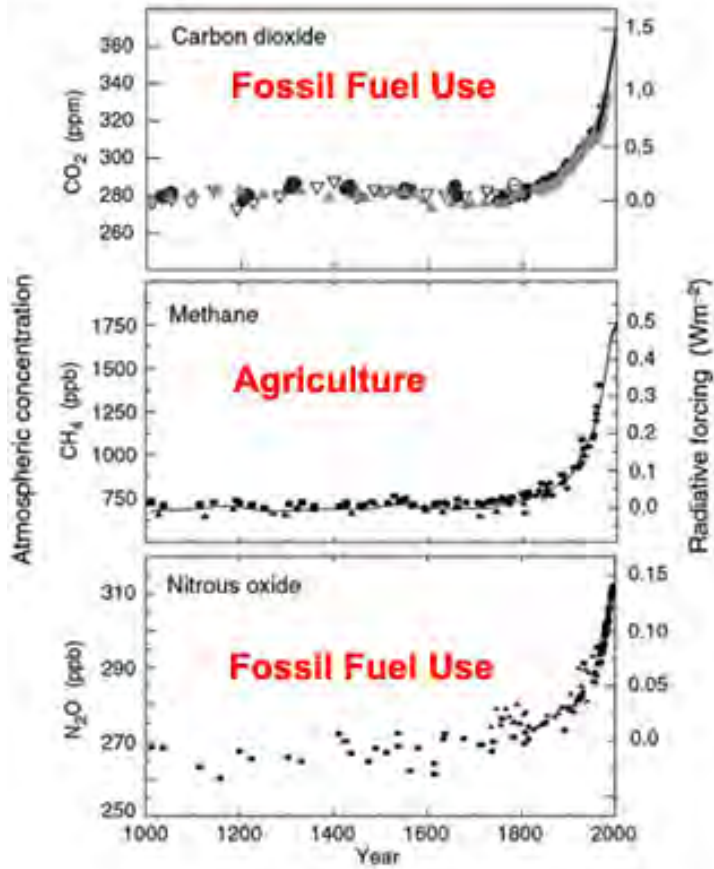 Atmospheric concentration
Radiative forcing (Wm⁻²)
Carbon dioxide
Fossil Fuel Use
CO₂ (ppm)
360
340
320
300
280
260
1.5
1.0
0.5
0.0
Methane
Agriculture
CH₄ (ppb)
1750
1500
1250
1000
750
0.5
0.4
0.3
0.2
0.1
0.0
Nitrous oxide
Fossil Fuel Use
N₂O (ppb)
310
290
270
250
0.15
0.10
0.05
0.0
1000 1200 1400 1600 1800 2000
Year